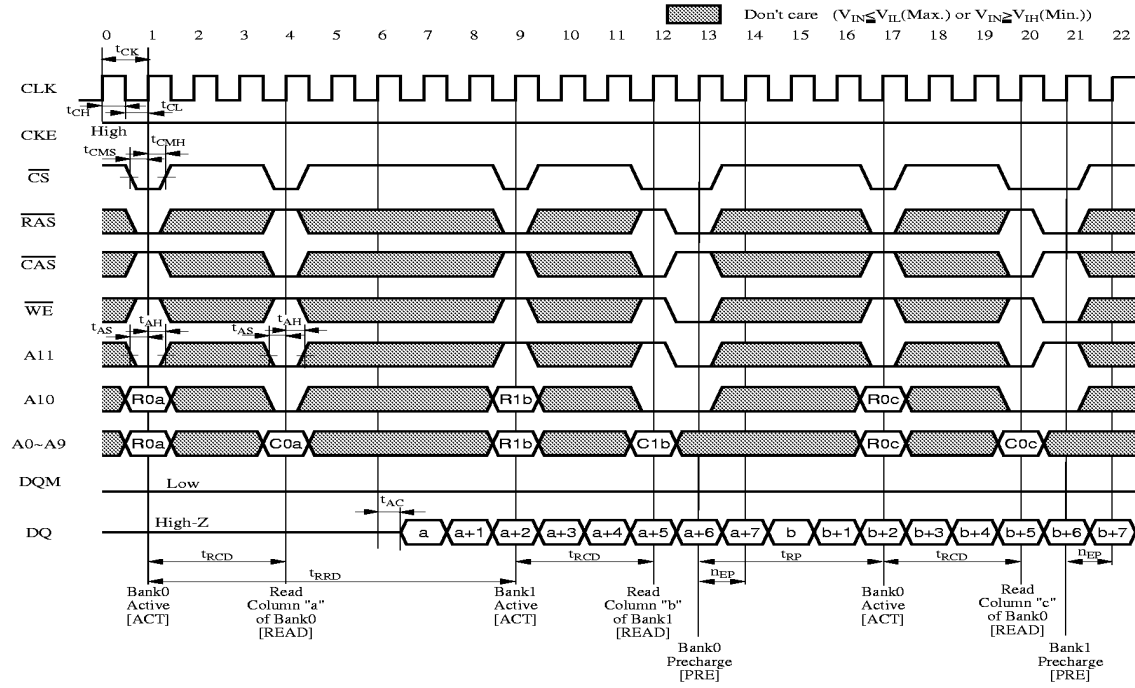 Don't care (VIN≦VIL(Max.) or VIN≧VIH(Min.))
0 1 2 3 4 5 6 7 8 9 10 11 12 13 14 15 16 17 18 19 20 21 22
tCK
CLK
tCH tCL
CKE High
tCMS tCMH
CS
RAS
CAS
WE
tAS tAH tAS tAH
A11
A10 R0a R1b R0c
A0~A9 R0a C0a R1b C1b R0c C0c
DQM Low
tAC
DQ High-Z a a+1 a+2 a+3 a+4 a+5 a+6 a+7 b b+1 b+2 b+3 b+4 b+5 b+6 b+7
tRCD tRCD tRP tRCD nEP
tRRD nEP
Bank0
Active
[ACT]
Read
Column "a"
of Bank0
[READ]
Bank1
Active
[ACT]
Read
Column "b"
of Bank1
[READ]
Bank0
Precharge
[PRE]
Bank0
Active
[ACT]
Read
Column "c"
of Bank0
[READ]
Bank1
Precharge
[PRE]